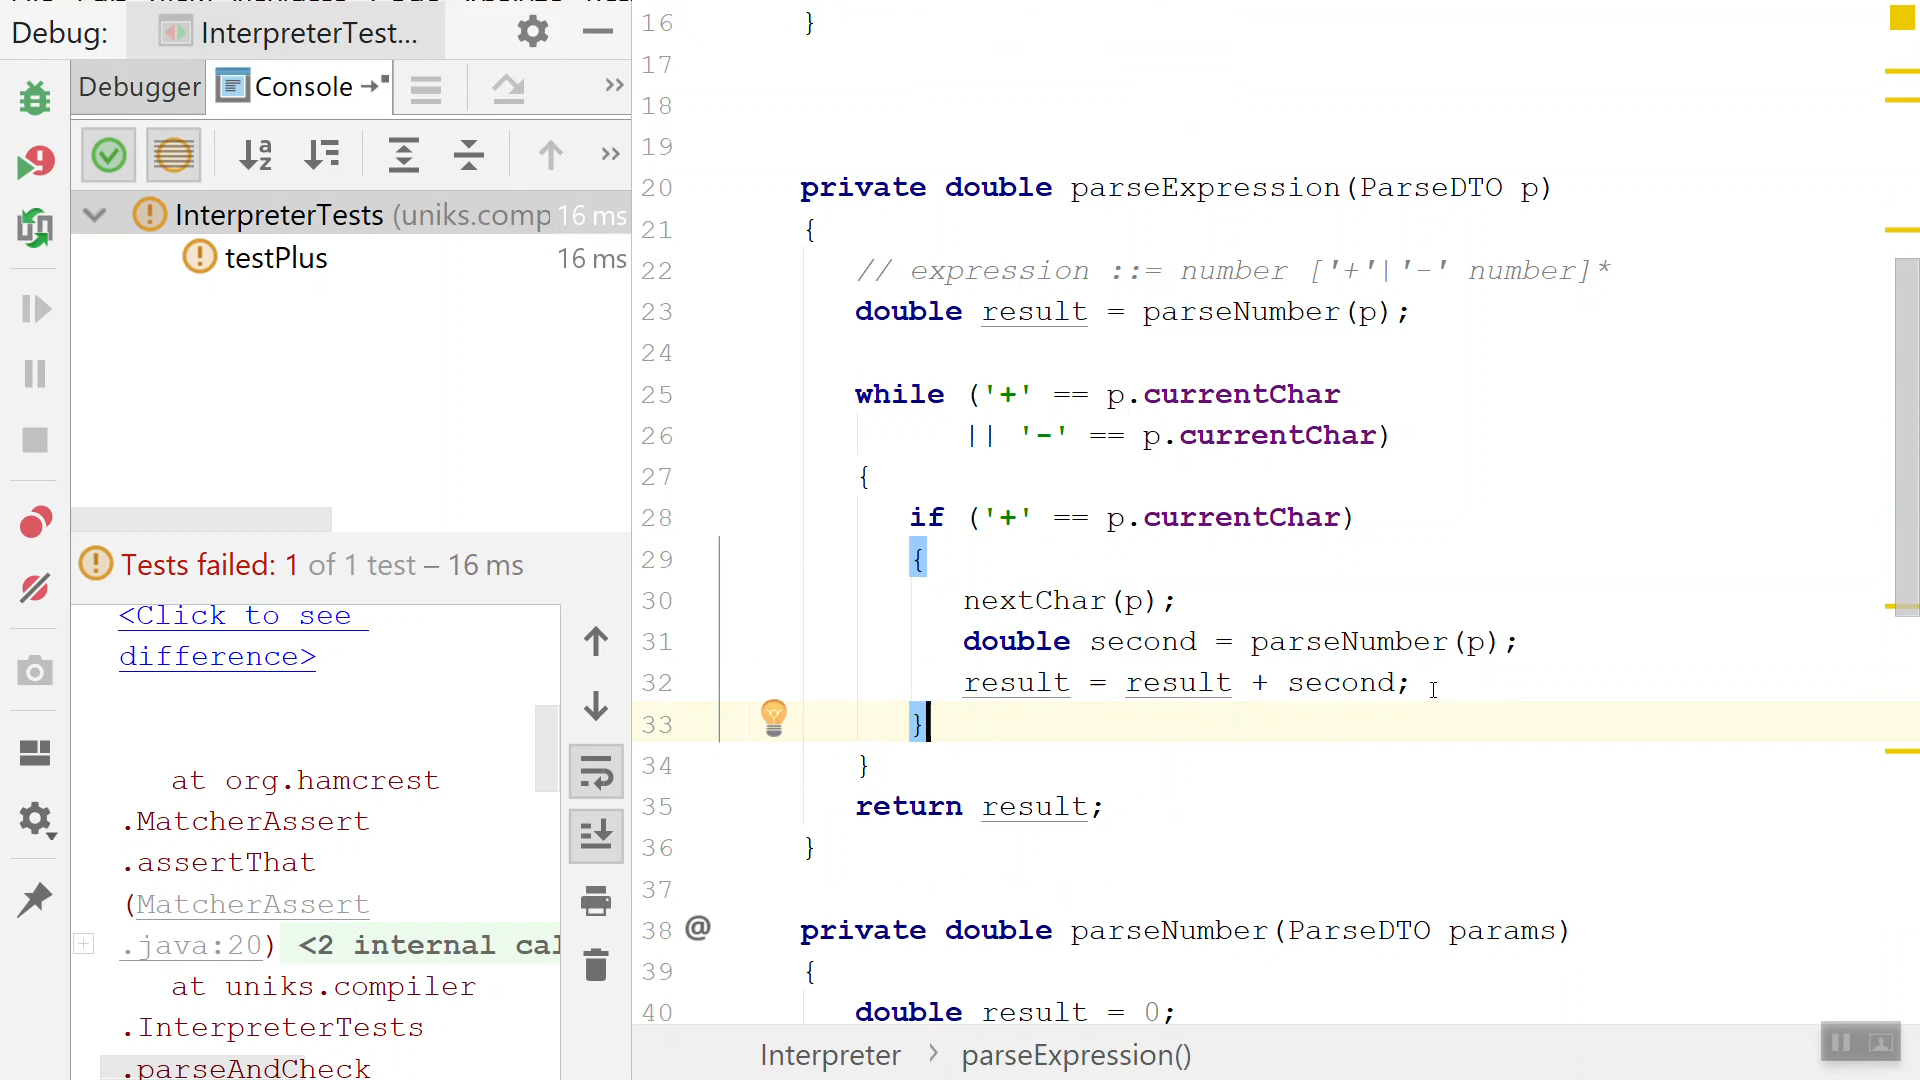 Debug:
InterpreterTest...
Debugger
Console
InterpreterTests (uniks.comp 16 ms
testPlus 16 ms
Tests failed: 1 of 1 test – 16 ms
<Click to see
difference>
at org.hamcrest
.MatcherAssert
.assertThat
(MatcherAssert
.java:20) <2 internal cal
at uniks.compiler
.InterpreterTests
.parseAndCheck
16 }
17
18
19
20 private double parseExpression(ParseDTO p)
21 {
22 // expression ::= number ['+'|'-' number]*
23 double result = parseNumber(p);
24
25 while ('+' == p.currentChar
26 || '-' == p.currentChar)
27 {
28 if ('+' == p.currentChar)
29 {
30 nextChar(p);
31 double second = parseNumber(p);
32 result = result + second;
33 }
34 }
35 return result;
36 }
37
38 @ private double parseNumber(ParseDTO params)
39 {
40 double result = 0;
Interpreter > parseExpression()